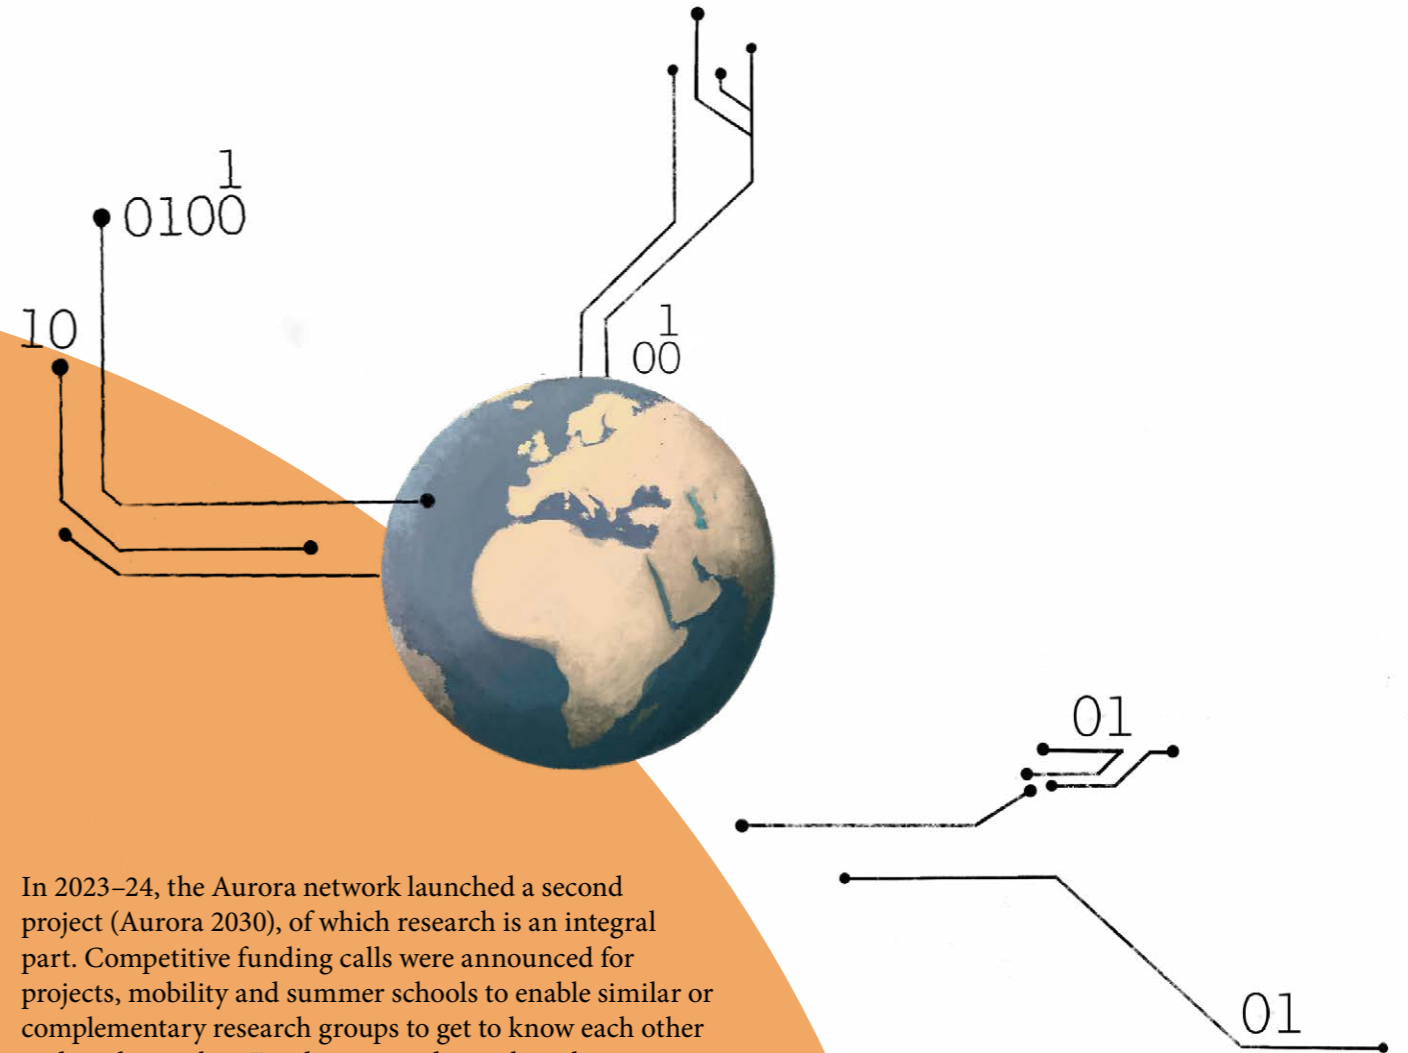 1
0100
10
1
00
01
01
In 2023–24, the Aurora network launched a second
project (Aurora 2030), of which research is an integral
part. Competitive funding calls were announced for
projects, mobility and summer schools to enable similar or
complementary research groups to get to know each other